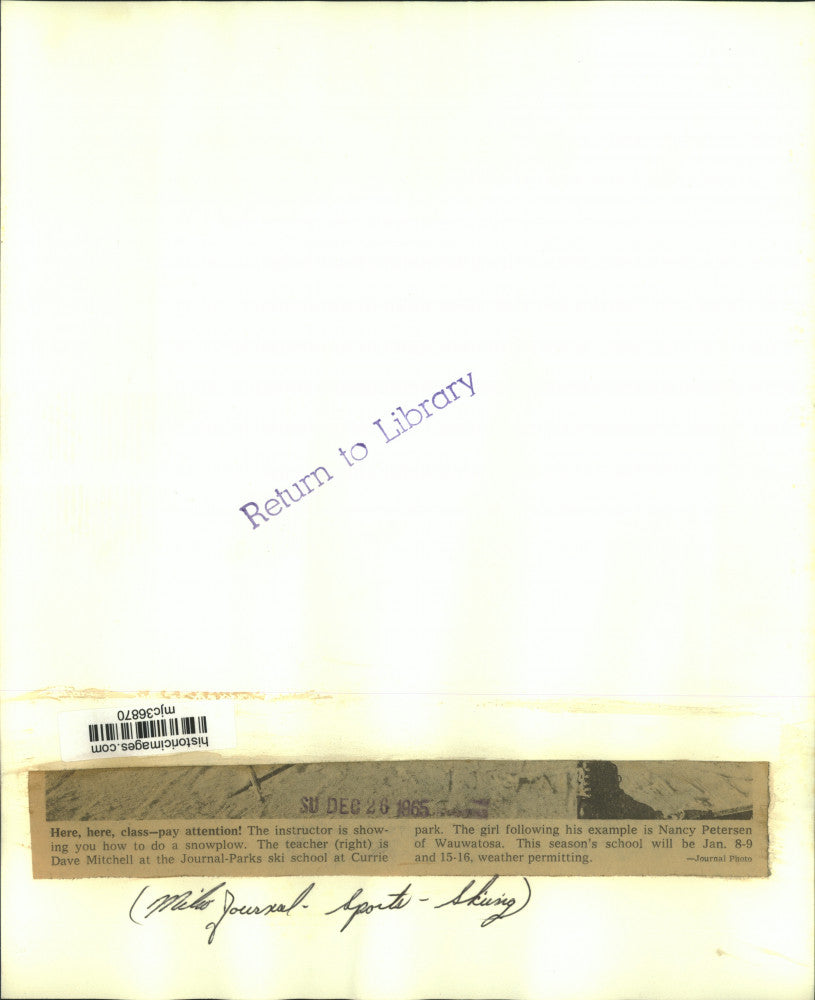 Return to Library
historicimages.com
mjc36870
SU DEC 26 1965
Here, here, class—pay attention! The instructor is show-
ing you how to do a snowplow. The teacher (right) is
Dave Mitchell at the Journal-Parks ski school at Currie
park. The girl following his example is Nancy Petersen
of Wauwatosa. This season's school will be Jan. 8-9
and 15-16, weather permitting.
—Journal Photo
(Milw Journal - Sports - Skiing)